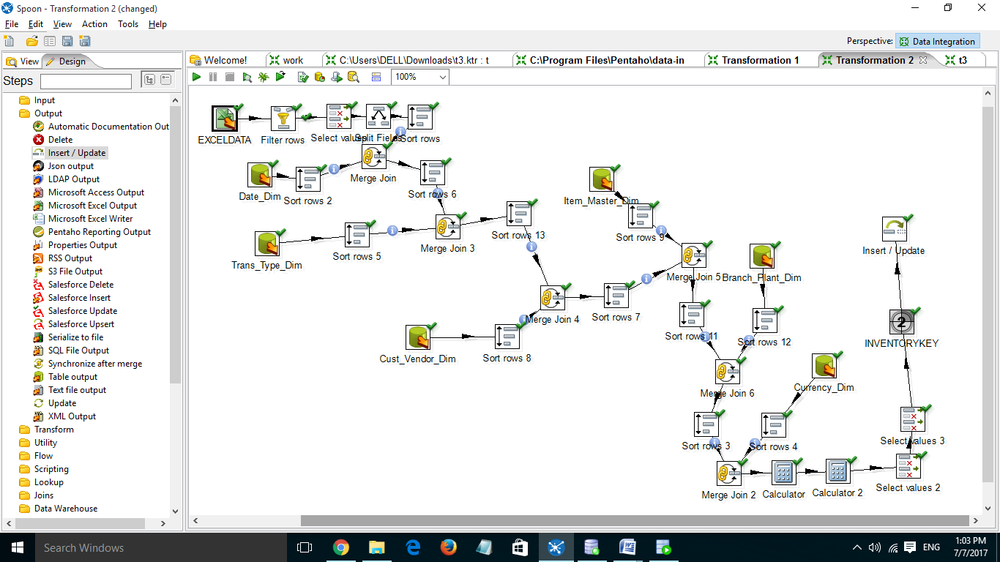 Spoon - Transformation 2 (changed)
File Edit View Action Tools Help
Perspective: Data Integration
View Design
Welcome! work C:\Users\DELL\Downloads\t3.ktr : t C:\Program Files\Pentaho\data-in Transformation 1 Transformation 2 t3
Steps
100%
Input
Output
Automatic Documentation Out
Delete
Insert / Update
Json output
LDAP Output
Microsoft Access Output
Microsoft Excel Output
Microsoft Excel Writer
Pentaho Reporting Output
Properties Output
RSS Output
S3 File Output
Salesforce Delete
Salesforce Insert
Salesforce Update
Salesforce Upsert
Serialize to file
SQL File Output
Synchronize after merge
Table output
Text file output
Update
XML Output
Transform
Utility
Flow
Scripting
Lookup
Joins
Data Warehouse
EXCELDATA Filter rows Select values Split Fields Sort rows
Merge Join
Date_Dim Sort rows 2 Sort rows 6
Item_Master_Dim
Sort rows 13 Sort rows 9
Trans_Type_Dim Sort rows 5 Merge Join 3
Insert / Update
Merge Join 5 Branch_Plant_Dim
Merge Join 4 Sort rows 7
Sort rows 11 Sort rows 12
INVENTORYKEY
2
Cust_Vendor_Dim Sort rows 8
Merge Join 6 Currency_Dim
Sort rows 3 Sort rows 4 Select values 3
Merge Join 2 Calculator Calculator 2 Select values 2
Search Windows
ENG
1:03 PM
7/7/2017